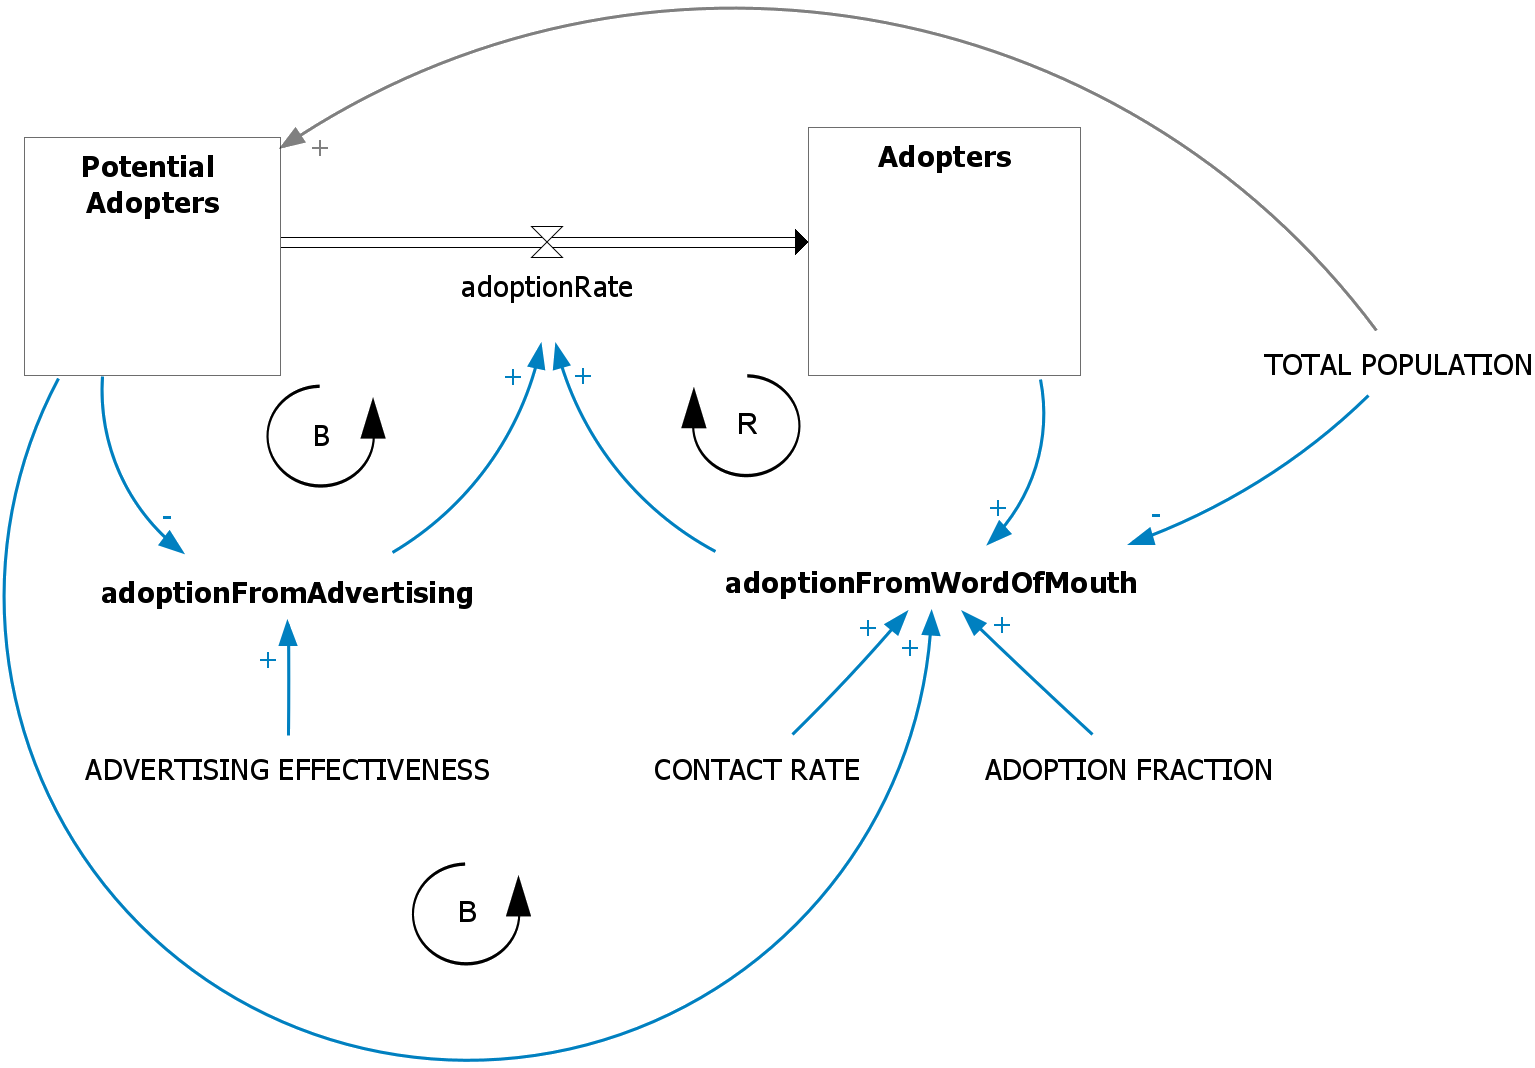 +
Potential
Adopters
Adopters
adoptionRate
TOTAL POPULATION
+
+
B
R
-
+
-
adoptionFromAdvertising
adoptionFromWordOfMouth
+
+
+
+
ADVERTISING EFFECTIVENESS
CONTACT RATE
ADOPTION FRACTION
B